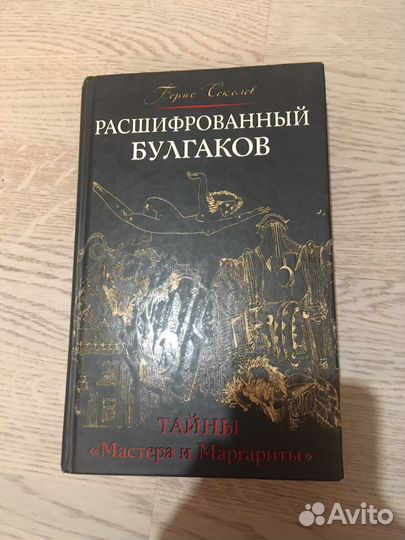 Борис Соколов
РАСШИФРОВАННЫЙ
БУЛГАКОВ
ТАЙНЫ
«Мастера и Маргариты»
Avito